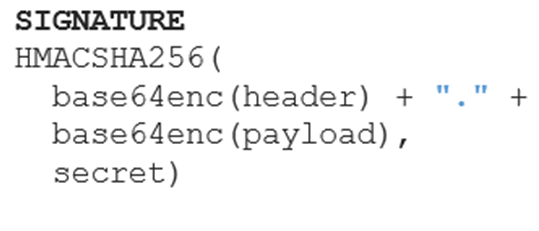 SIGNATURE
HMACSHA256(
base64enc(header) + "." +
base64enc(payload),
secret)